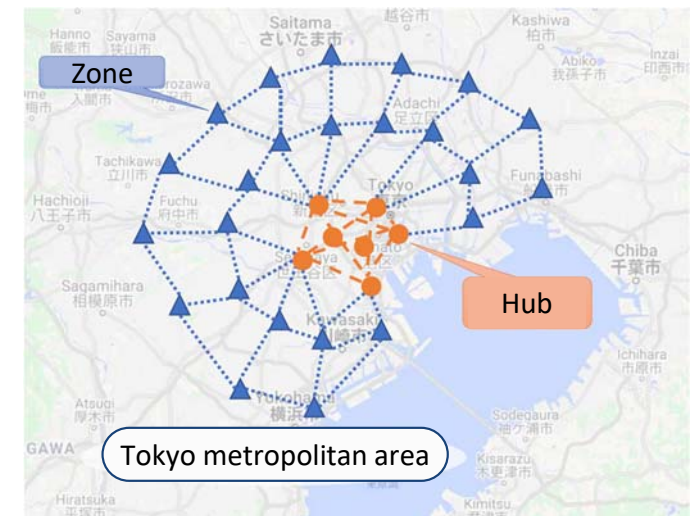 越谷市
Saitama
さいたま市
Kashiwa
柏市
Hanno
飯能市
Sayama
狭山市
Abiko
我孫子市
Inzai
印西市
Zone
入間市
Adachi
足立区
Tachikawa
立川市
Tokyo
Funabashi
Hachioji
八王子市
Fuchu
府中市
Chiba
千葉市
Sagamihara
相模原市
Hub
Kawasaki
川崎市
Ichihara
市原市
Atsugi
厚木市
Yokohama
横浜市
Sodegaura
袖ケ浦市
GAWA
Tokyo metropolitan area
Kisarazu
木更津市
Hiratsuka
平塚市
Kimitsu
君津市